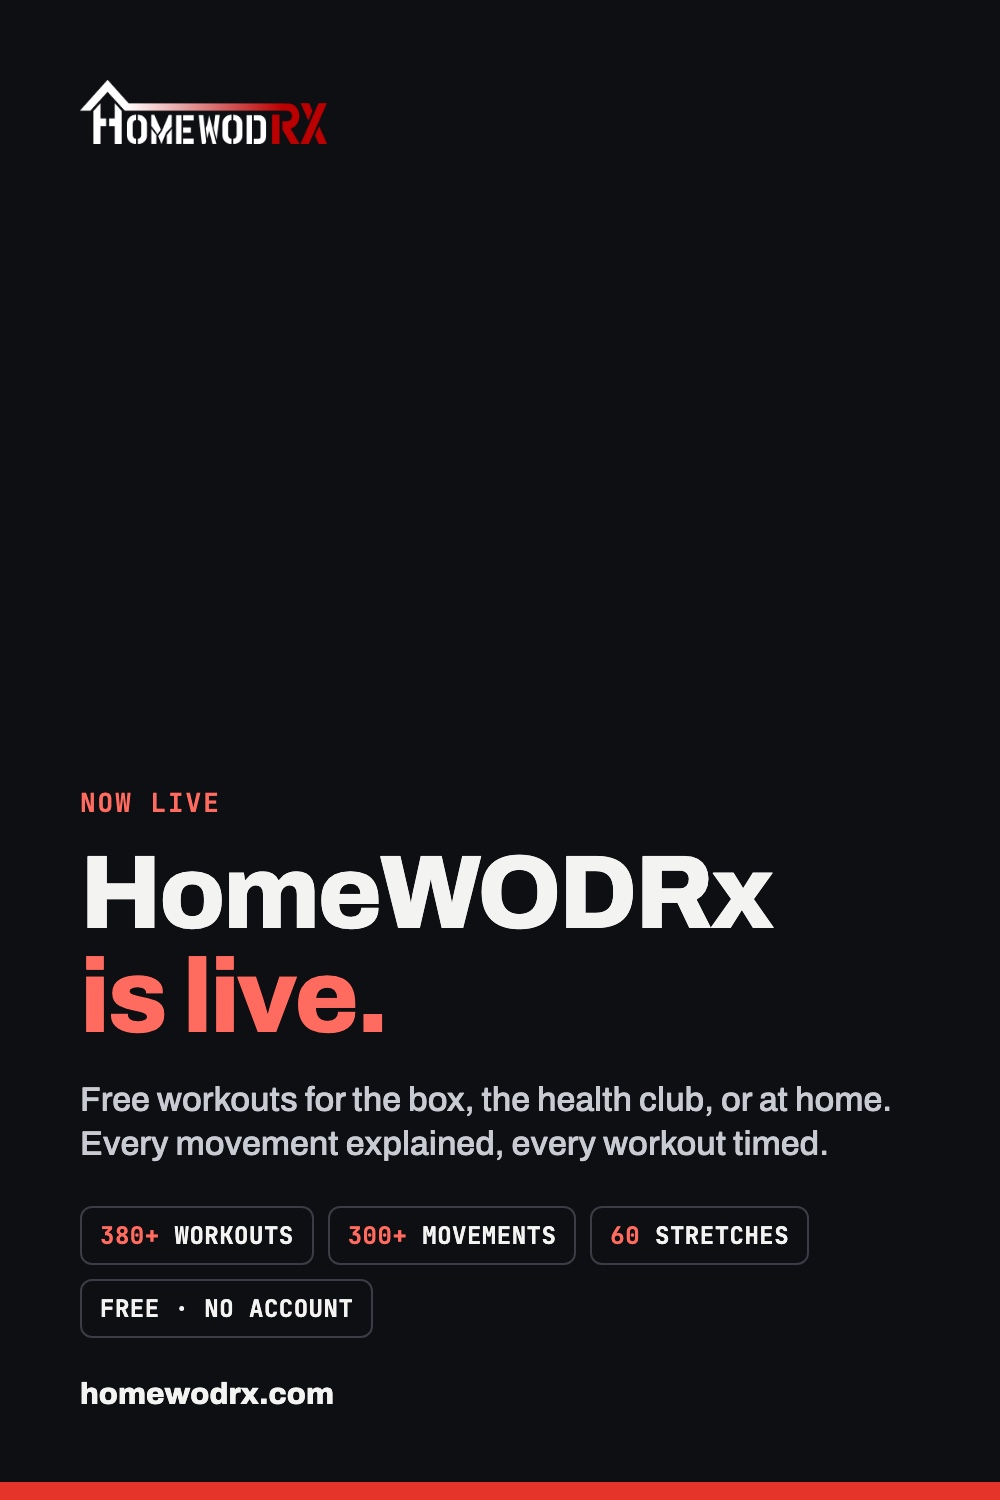 HOMEWODRX
NOW LIVE
HomeWODRx
is live.
Free workouts for the box, the health club, or at home.
Every movement explained, every workout timed.
380+ WORKOUTS
300+ MOVEMENTS
60 STRETCHES
FREE · NO ACCOUNT
homewodrx.com